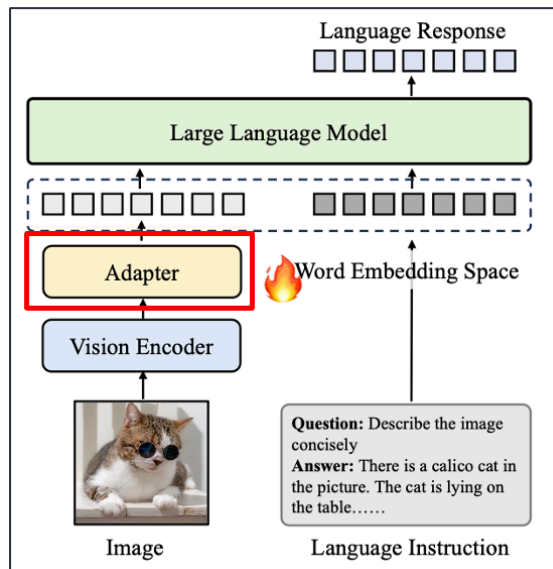 Language Response
Large Language Model
Adapter
Word Embedding Space
Vision Encoder
Question: Describe the image
concisely
Answer: There is a calico cat in
the picture. The cat is lying on
the table……
Image
Language Instruction